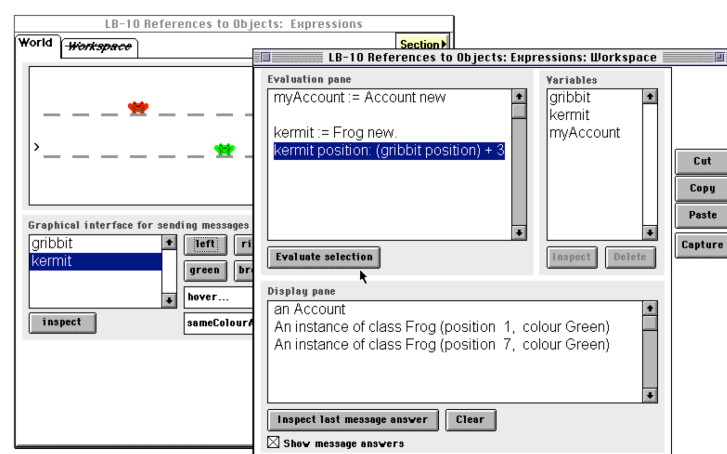 LB-10 References to Objects: Expressions
World
Workspace
Section
Graphical interface for sending messages
gribbit
kermit
left
green
hover...
inspect
LB-10 References to Objects: Expressions: Workspace
Evaluation pane
myAccount := Account new
kermit := Frog new.
kermit position: (gribbit position) + 3
Evaluate selection
Variables
gribbit
kermit
myAccount
Inspect
Delete
Display pane
an Account
An instance of class Frog (position 1, colour Green)
An instance of class Frog (position 7, colour Green)
Inspect last message answer
Clear
Show message answers
Cut
Copy
Paste
Capture